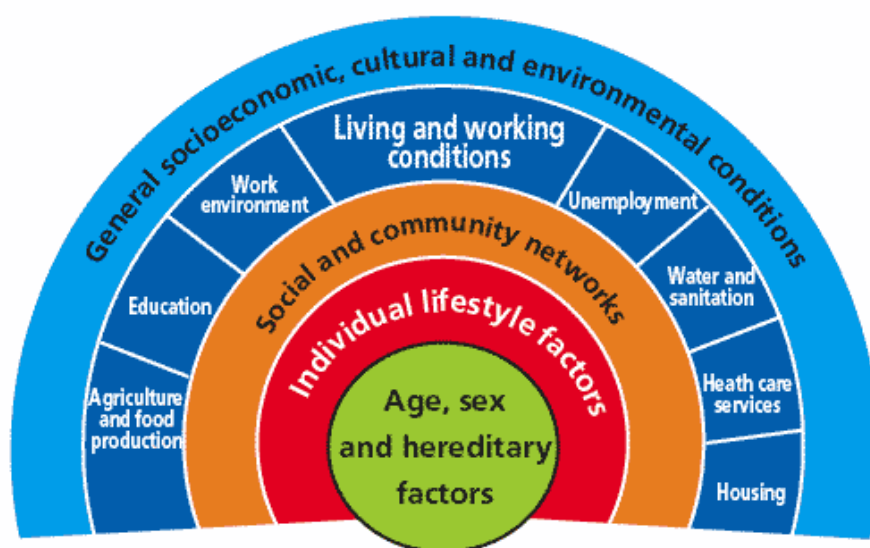 General socioeconomic, cultural and environmental conditions
Living and working
conditions
Work
environment
Unemployment
Education
Water and
sanitation
Agriculture
and food
production
Heath care
services
Housing
Social and community networks
Individual lifestyle factors
Age, sex
and hereditary
factors